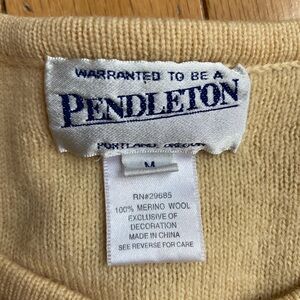 WARRANTED TO BE A
PENDLETON
PORTLAND, OREGON
M
RN#29685
100% MERINO WOOL
EXCLUSIVE OF
DECORATION
MADE IN CHINA
SEE REVERSE FOR CARE